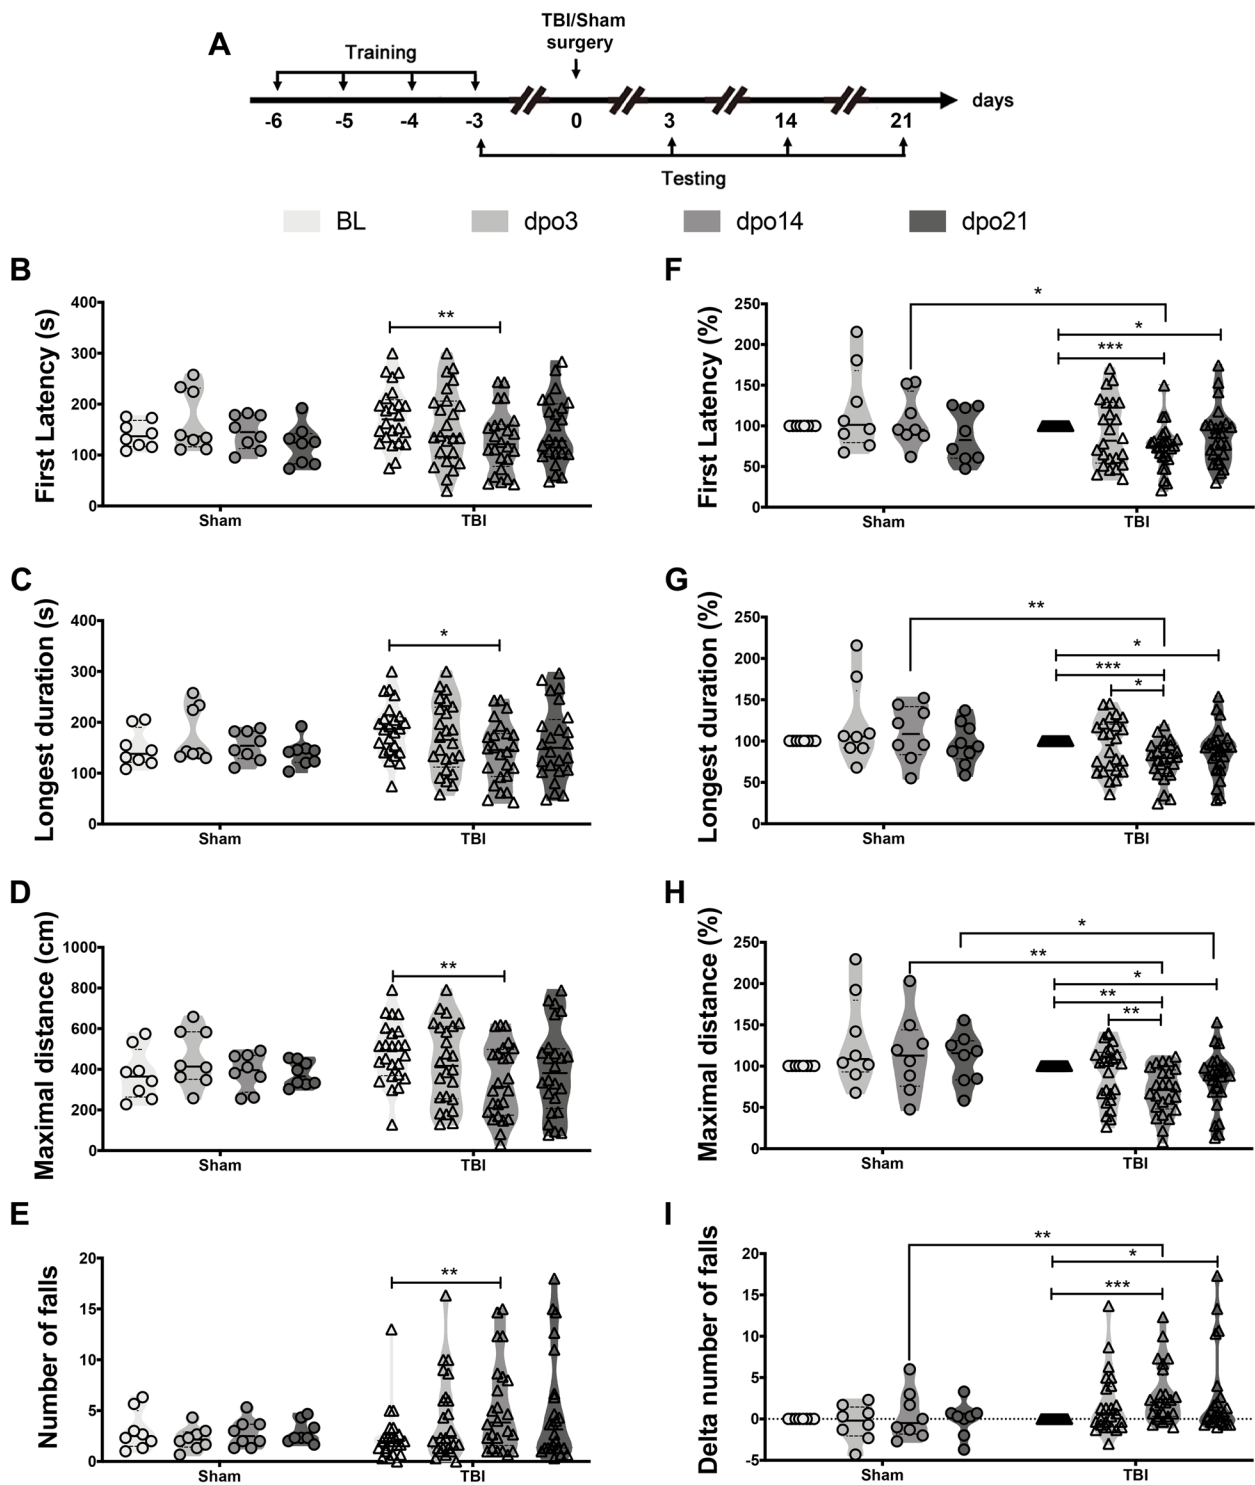 A
TBI/Sham
surgery
Training
days
-6 -5 -4 -3 0 3 14 21
Testing
BL dpo3 dpo14 dpo21
B
First Latency (s)
400
300
200
100
0
**
Sham TBI
F
First Latency (%)
250
200
150
100
50
0
*
*
***
Sham TBI
C
Longest duration (s)
400
300
200
100
0
*
Sham TBI
G
Longest duration (%)
250
200
150
100
50
0
**
*
***
*
Sham TBI
D
Maximal distance (cm)
1000
800
600
400
200
0
**
Sham TBI
H
Maximal distance (%)
250
200
150
100
50
0
*
**
*
**
**
Sham TBI
E
Number of falls
20
15
10
5
0
**
Sham TBI
I
Delta number of falls
20
15
10
5
0
-5
**
*
***
Sham TBI